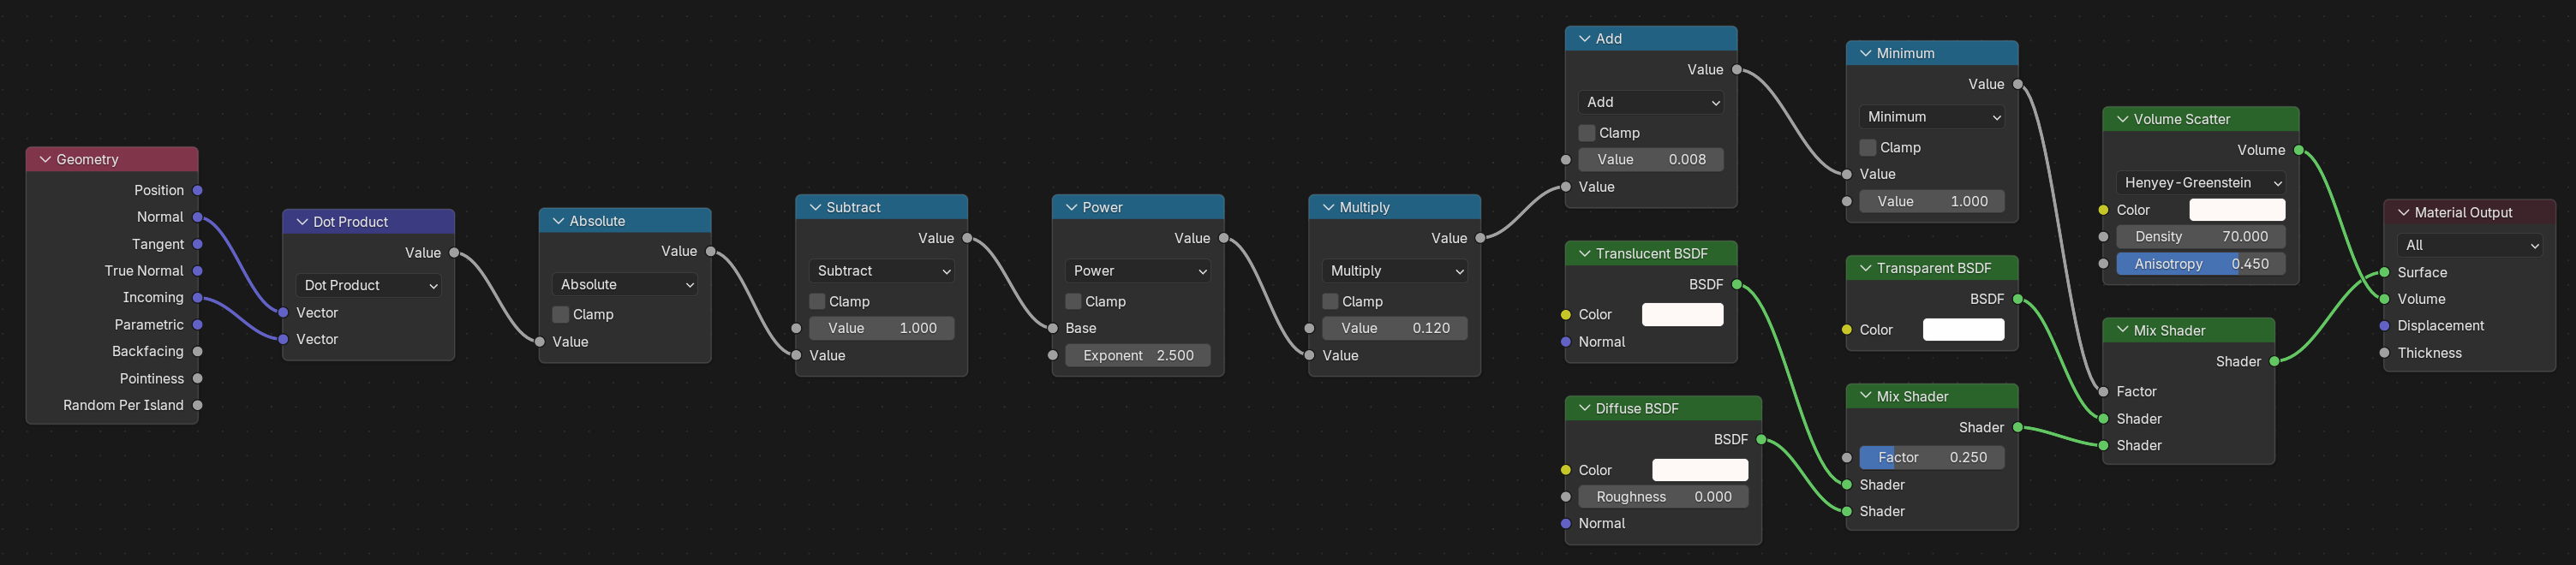 Geometry
Position
Normal
Tangent
True Normal
Incoming
Parametric
Backfacing
Pointiness
Random Per Island
Dot Product
Value
Dot Product
Vector
Vector
Absolute
Value
Absolute
Clamp
Value
Subtract
Value
Subtract
Clamp
Value 1.000
Value
Power
Value
Power
Clamp
Base
Exponent 2.500
Multiply
Value
Multiply
Clamp
Value 0.120
Value
Add
Value
Add
Clamp
Value 0.008
Value
Translucent BSDF
BSDF
Color
Normal
Diffuse BSDF
BSDF
Color
Roughness 0.000
Normal
Minimum
Value
Minimum
Clamp
Value
Value 1.000
Transparent BSDF
BSDF
Color
Mix Shader
Shader
Factor 0.250
Shader
Shader
Volume Scatter
Volume
Henyey-Greenstein
Color
Density 70.000
Anisotropy 0.450
Mix Shader
Shader
Factor
Shader
Shader
Material Output
All
Surface
Volume
Displacement
Thickness